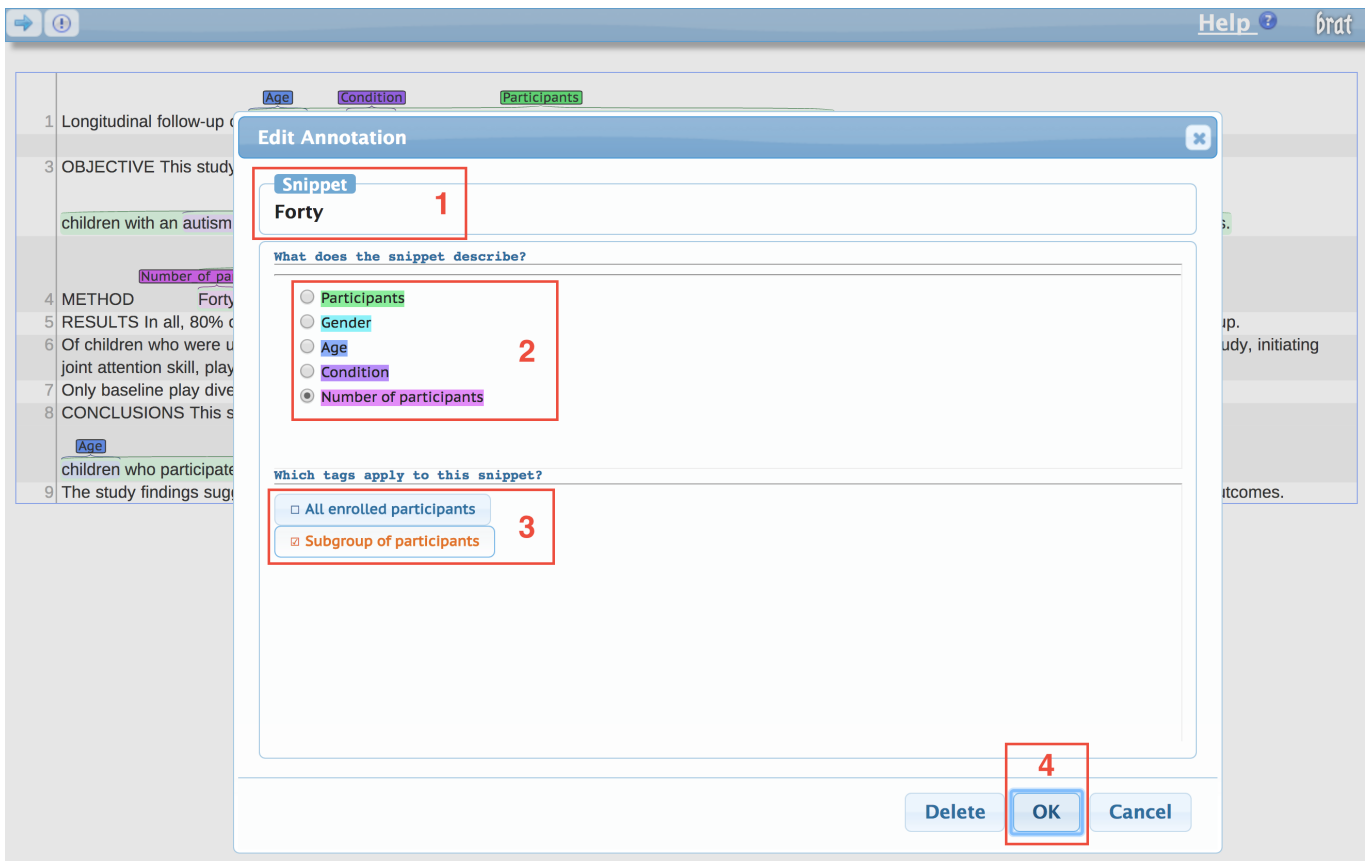 Help ?
brat
Age Condition Participants
1 Longitudinal follow-up
Edit Annotation
3 OBJECTIVE This study
Snippet
1
Forty
children with an autism
s.
What does the snippet describe?
Number of pa
Participants
4 METHOD Forty
Gender
5 RESULTS In all, 80%
up.
6 Of children who were u
Age
2
udy, initiating
joint attention skill, play
Condition
7 Only baseline play dive
Number of participants
8 CONCLUSIONS This s
Age
children who participate
Which tags apply to this snippet?
9 The study findings sugg
itcomes.
All enrolled participants
3
Subgroup of participants
4
Delete OK Cancel